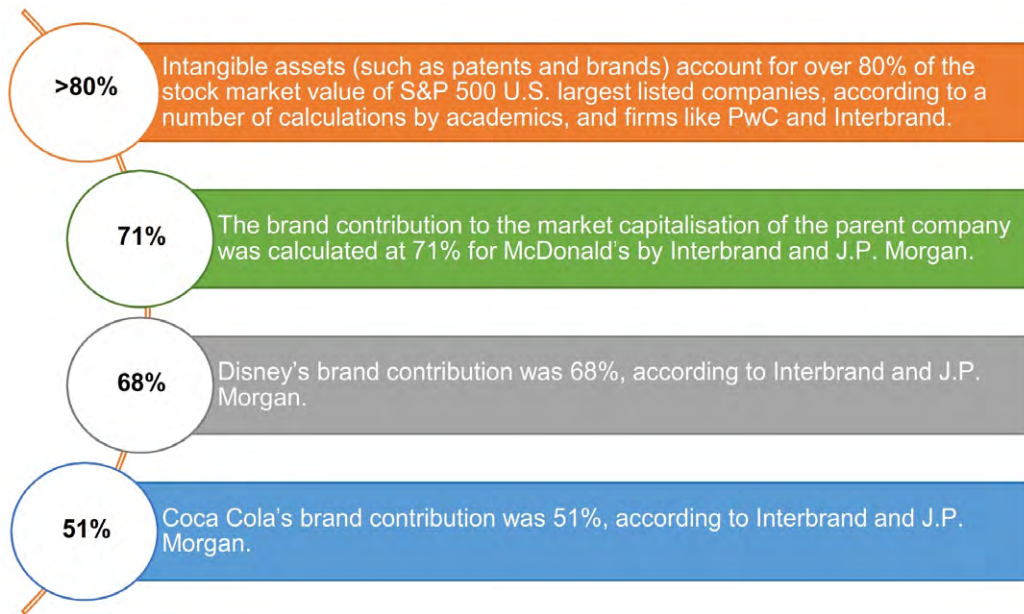 >80%
Intangible assets (such as patents and brands) account for over 80% of the
stock market value of S&P 500 U.S. largest listed companies, according to a
number of calculations by academics, and firms like PwC and Interbrand.
71%
The brand contribution to the market capitalisation of the parent company
was calculated at 71% for McDonald’s by Interbrand and J.P. Morgan.
68%
Disney’s brand contribution was 68%, according to Interbrand and J.P.
Morgan.
51%
Coca Cola’s brand contribution was 51%, according to Interbrand and J.P.
Morgan.